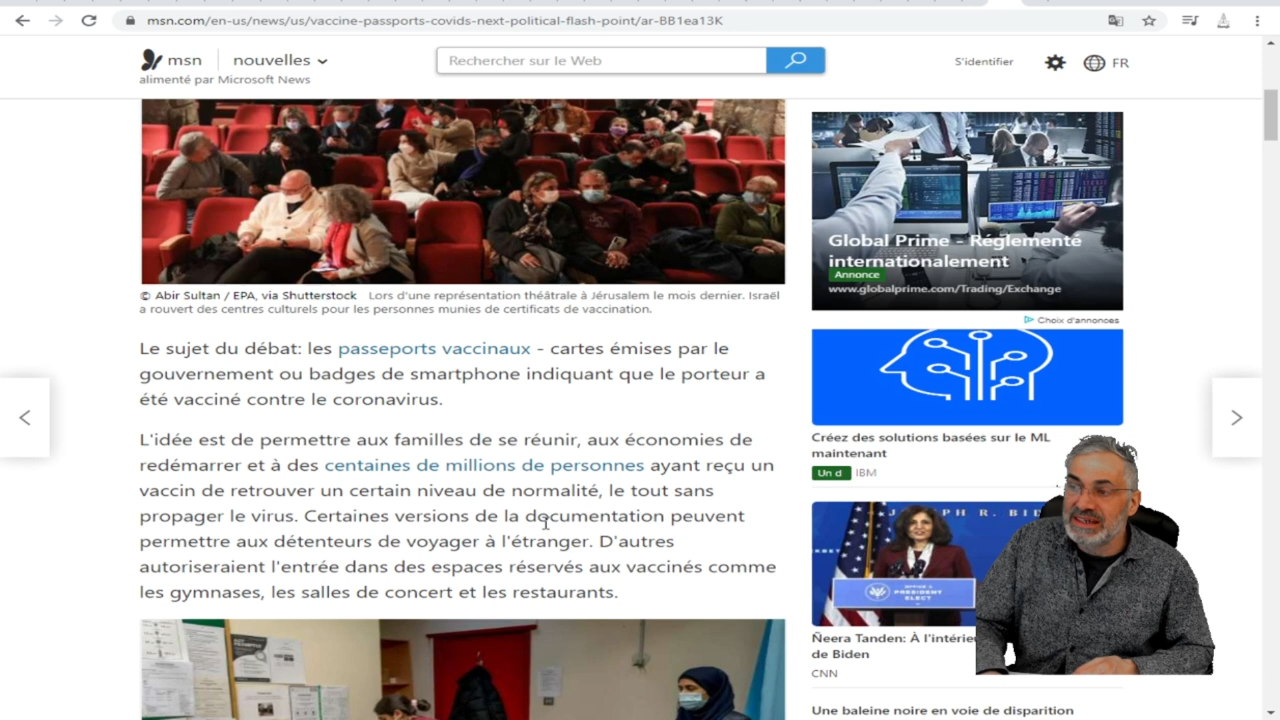 msn.com/en-us/news/us/vaccine-passports-covids-next-political-flash-point/ar-BB1ea13K
msn
nouvelles
alimenté par Microsoft News
Rechercher sur le Web
S'identifier
FR
© Abir Sultan / EPA, via Shutterstock Lors d'une représentation théâtrale à Jérusalem le mois dernier. Israël
a rouvert des centres culturels pour les personnes munies de certificats de vaccination.
Le sujet du débat: les passeports vaccinaux - cartes émises par le
gouvernement ou badges de smartphone indiquant que le porteur a
été vacciné contre le coronavirus.
L'idée est de permettre aux familles de se réunir, aux économies de
redémarrer et à des centaines de millions de personnes ayant reçu un
vaccin de retrouver un certain niveau de normalité, le tout sans
propager le virus. Certaines versions de la documentation peuvent
permettre aux détenteurs de voyager à l'étranger. D'autres
autoriseraient l'entrée dans des espaces réservés aux vaccinés comme
les gymnases, les salles de concert et les restaurants.
Global Prime - Réglementé
internationalement
Annonce
www.globalprime.com/Trading/Exchange
Choix d'annonces
Créez des solutions basées sur le ML
maintenant
Un d IBM
JOSEPH R. BID
OFFICE of the
PRESIDENT
ELECT
Ñeera Tanden: À l'intérie
de Biden
CNN
Une baleine noire en voie de disparition